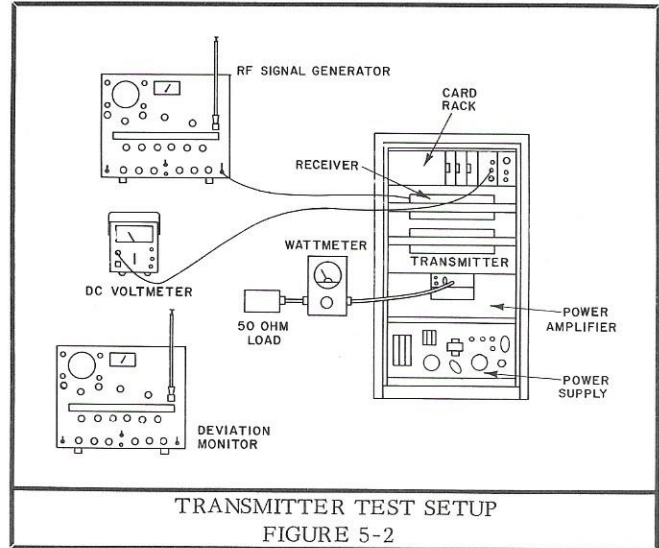 RF SIGNAL GENERATOR
CARD
RACK
RECEIVER
WATTMETER
TRANSMITTER
DC VOLTMETER
50 OHM
LOAD
POWER
AMPLIFIER
POWER
SUPPLY
DEVIATION
MONITOR
TRANSMITTER TEST SETUP
FIGURE 5-2